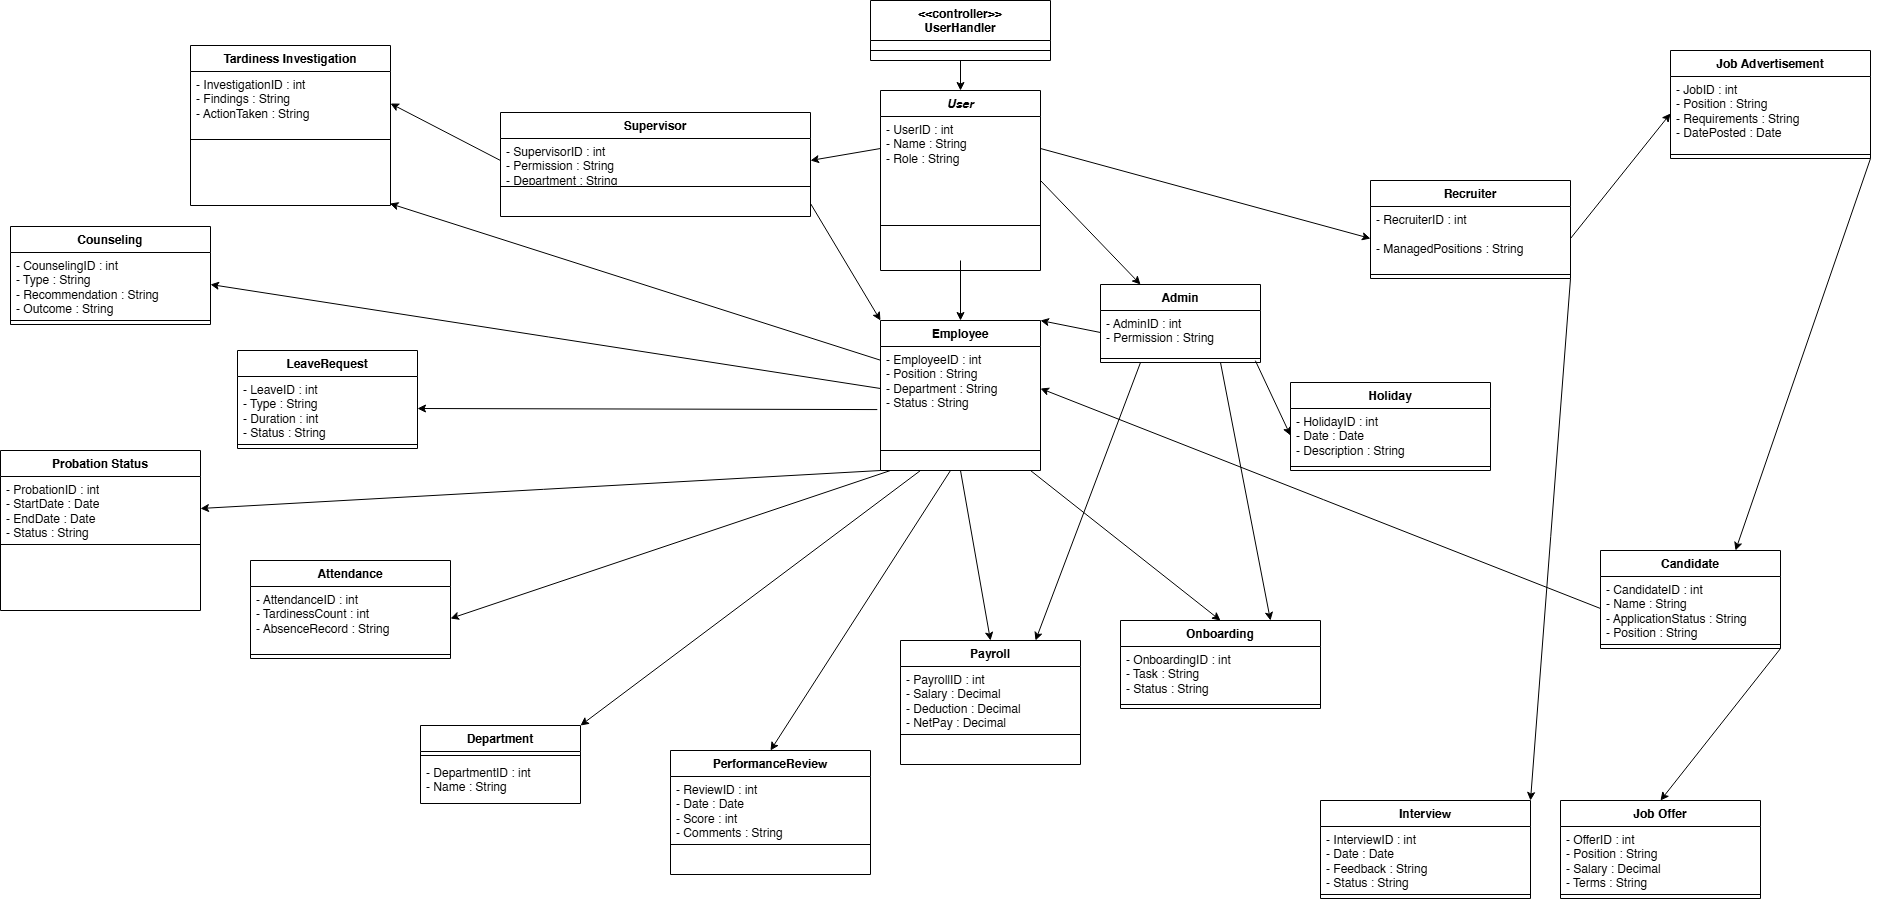 <<controller>>
UserHandler
Tardiness Investigation
- InvestigationID : int
- Findings : String
- ActionTaken : String
Supervisor
- SupervisorID : int
- Permission : String
- Department : String
User
- UserID : int
- Name : String
- Role : String
Job Advertisement
- JobID : int
- Position : String
- Requirements : String
- DatePosted : Date
Recruiter
- RecruiterID : int
- ManagedPositions : String
Counseling
- CounselingID : int
- Type : String
- Recommendation : String
- Outcome : String
Admin
- AdminID : int
- Permission : String
Employee
- EmployeeID : int
- Position : String
- Department : String
- Status : String
LeaveRequest
- LeaveID : int
- Type : String
- Duration : int
- Status : String
Holiday
- HolidayID : int
- Date : Date
- Description : String
Probation Status
- ProbationID : int
- StartDate : Date
- EndDate : Date
- Status : String
Attendance
- AttendanceID : int
- TardinessCount : int
- AbsenceRecord : String
Candidate
- CandidateID : int
- Name : String
- ApplicationStatus : String
- Position : String
Onboarding
- OnboardingID : int
- Task : String
- Status : String
Payroll
- PayrollID : int
- Salary : Decimal
- Deduction : Decimal
- NetPay : Decimal
Department
- DepartmentID : int
- Name : String
PerformanceReview
- ReviewID : int
- Date : Date
- Score : int
- Comments : String
Interview
- InterviewID : int
- Date : Date
- Feedback : String
- Status : String
Job Offer
- OfferID : int
- Position : String
- Salary : Decimal
- Terms : String